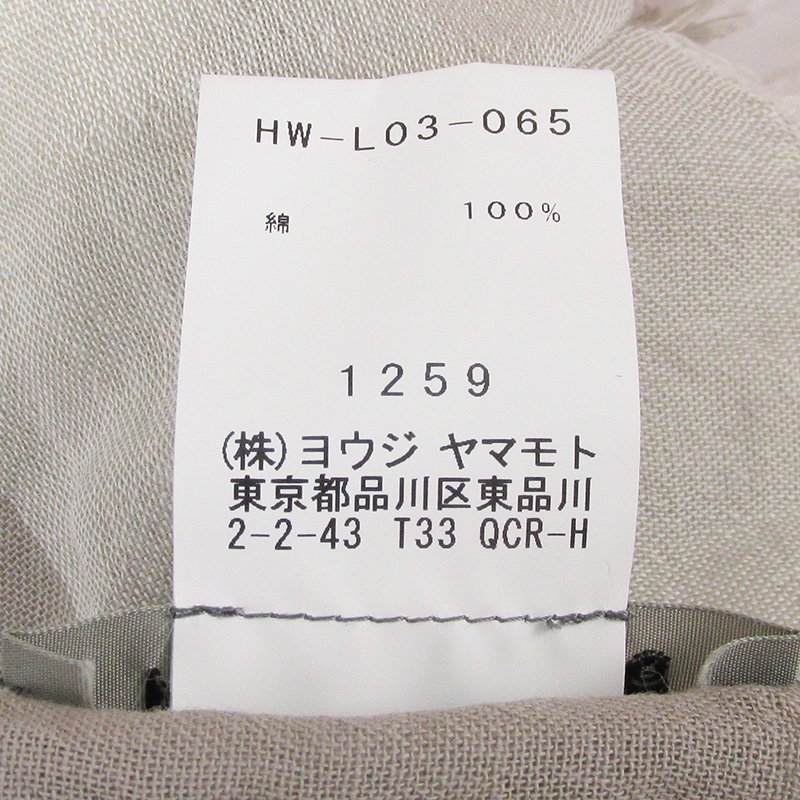 HW-L03-065
綿 100%
1259
(株)ヨウジ ヤマモト
東京都品川区東品川
2-2-43 T33 QCR-H